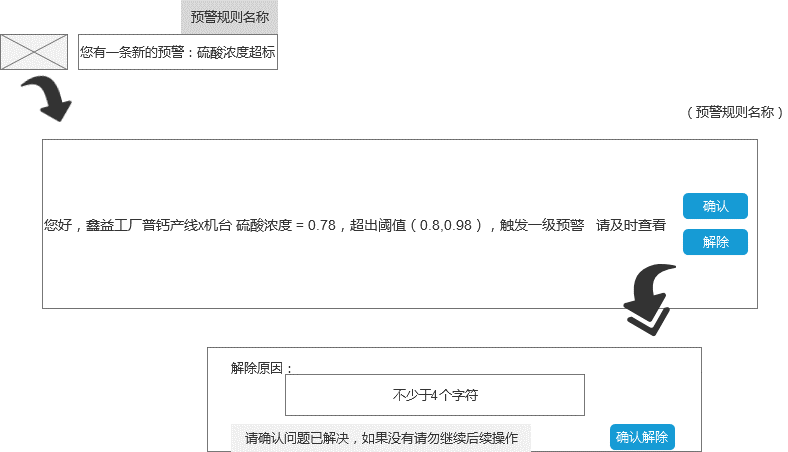 预警规则名称
您有一条新的预警：硫酸浓度超标
（预警规则名称）
您好，鑫益工厂普钙产线x机台 硫酸浓度 = 0.78，超出阈值（0.8,0.98），触发一级预警 请及时查看
确认
解除
解除原因：
不少于4个字符
请确认问题已解决，如果没有请勿继续后续操作
确认解除